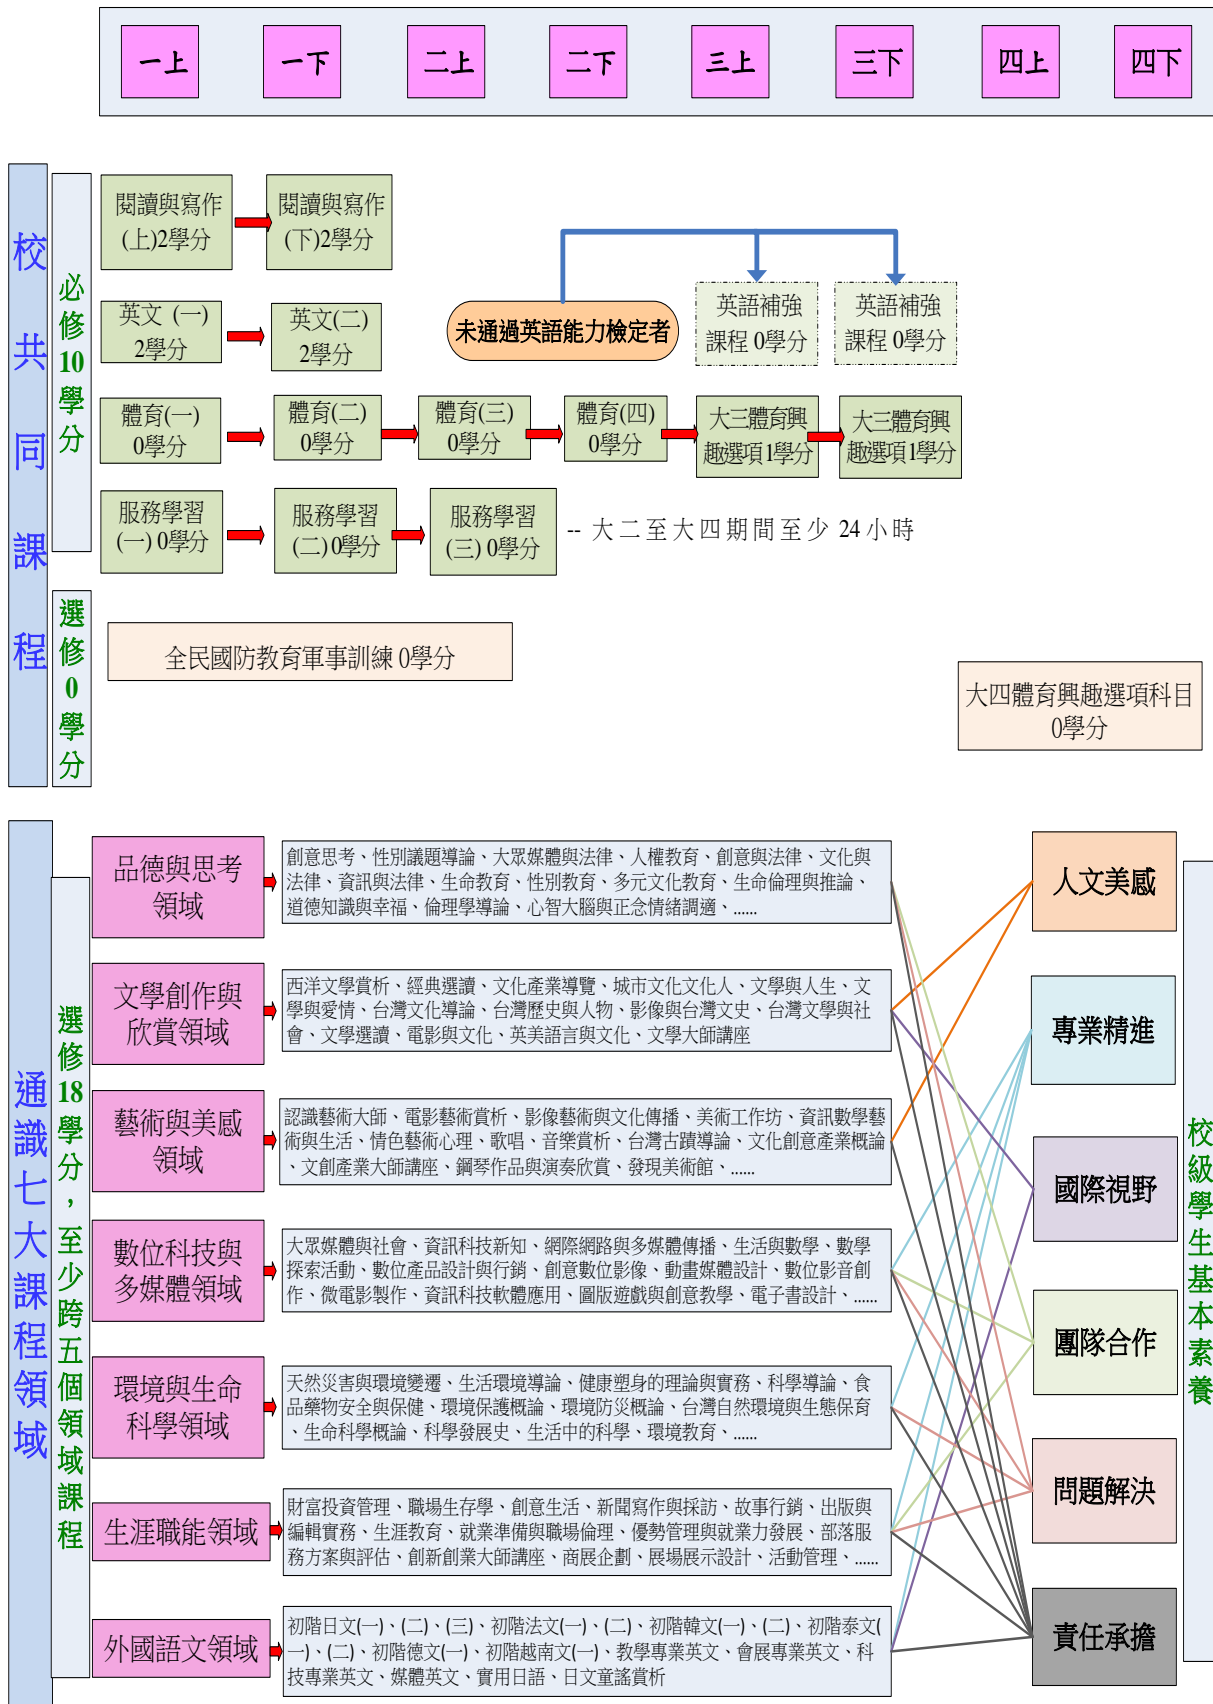 一上
一下
二上
二下
三上
三下
四上
四下
校共同課程
必修10學分
閱讀與寫作
(上)2學分
閱讀與寫作
(下)2學分
英文 (一)
2學分
英文(二)
2學分
未通過英語能力檢定者
英語補強
課程 0學分
英語補強
課程 0學分
體育(一)
0學分
體育(二)
0學分
體育(三)
0學分
體育(四)
0學分
大三體育興
趣選項1學分
大三體育興
趣選項1學分
服務學習
(一) 0學分
服務學習
(二) 0學分
服務學習
(三) 0學分
-- 大二至大四期間至少 24 小時
選修0學分
全民國防教育軍事訓練 0學分
大四體育興趣選項科目
0學分
通識七大課程領域
選修18學分，至少跨五個領域課程
品德與思考
領域
創意思考、性別議題導論、大眾媒體與法律、人權教育、創意與法律、文化與
法律、資訊與法律、生命教育、性別教育、多元文化教育、生命倫理與推論、
道德知識與幸福、倫理學導論、心智大腦與正念情緒調適、......
文學創作與
欣賞領域
西洋文學賞析、經典選讀、文化產業導覽、城市文化文化人、文學與人生、文
學與愛情、台灣文化導論、台灣歷史與人物、影像與台灣文史、台灣文學與社
會、文學選讀、電影與文化、英美語言與文化、文學大師講座
藝術與美感
領域
認識藝術大師、電影藝術賞析、影像藝術與文化傳播、美術工作坊、資訊數學藝
術與生活、情色藝術心理、歌唱、音樂賞析、台灣古蹟導論、文化創意產業概論
、文創產業大師講座、鋼琴作品與演奏欣賞、發現美術館、......
數位科技與
多媒體領域
大眾媒體與社會、資訊科技新知、網際網路與多媒體傳播、生活與數學、數學
探索活動、數位產品設計與行銷、創意數位影像、動畫媒體設計、數位影音創
作、微電影製作、資訊科技軟體應用、圖版遊戲與創意教學、電子書設計、......
環境與生命
科學領域
天然災害與環境變遷、生活環境導論、健康塑身的理論與實務、科學導論、食
品藥物安全與保健、環境保護概論、環境防災概論、台灣自然環境與生態保育
、生命科學概論、科學發展史、生活中的科學、環境教育、......
生涯職能領域
財富投資管理、職場生存學、創意生活、新聞寫作與採訪、故事行銷、出版與
編輯實務、生涯教育、就業準備與職場倫理、優勢管理與就業力發展、部落服
務方案與評估、創新創業大師講座、商展企劃、展場展示設計、活動管理、......
外國語文領域
初階日文(一)、(二)、(三)、初階法文(一)、(二)、初階韓文(一)、(二)、初階泰文(
一)、(二)、初階德文(一)、初階越南文(一)、教學專業英文、會展專業英文、科
技專業英文、媒體英文、實用日語、日文童謠賞析
人文美感
專業精進
國際視野
團隊合作
問題解決
責任承擔
校級學生基本素養